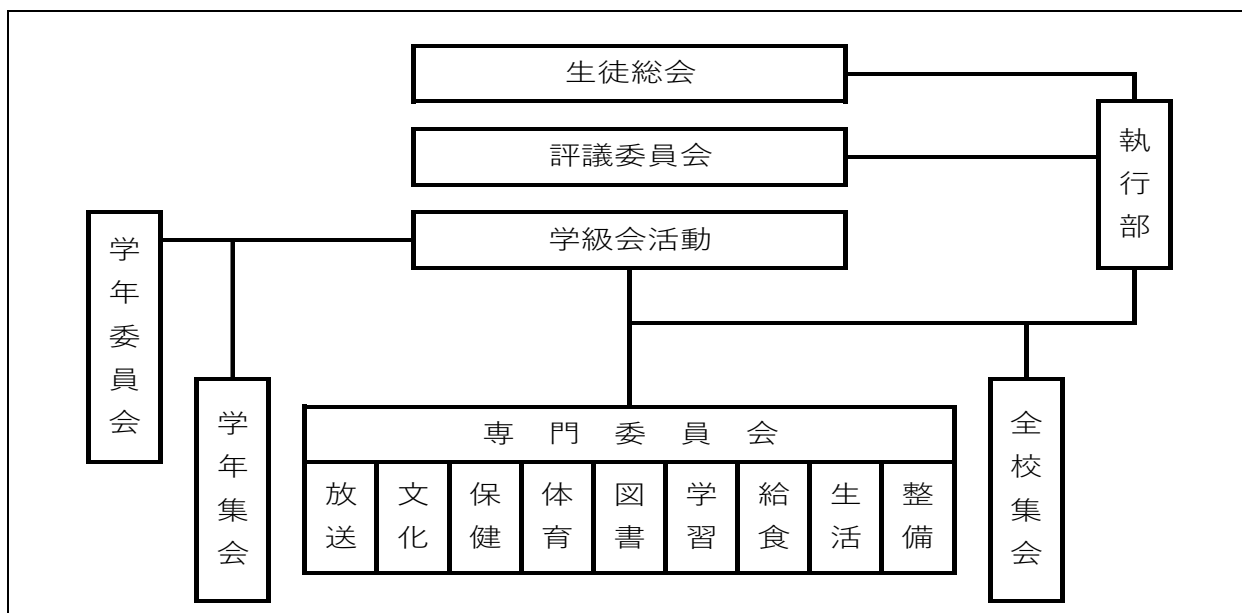 生徒総会
評議委員会
執行部
学級会活動
学年委員会
学年集会
専門委員会
放送
文化
保健
体育
図書
学習
給食
生活
整備
全校集会